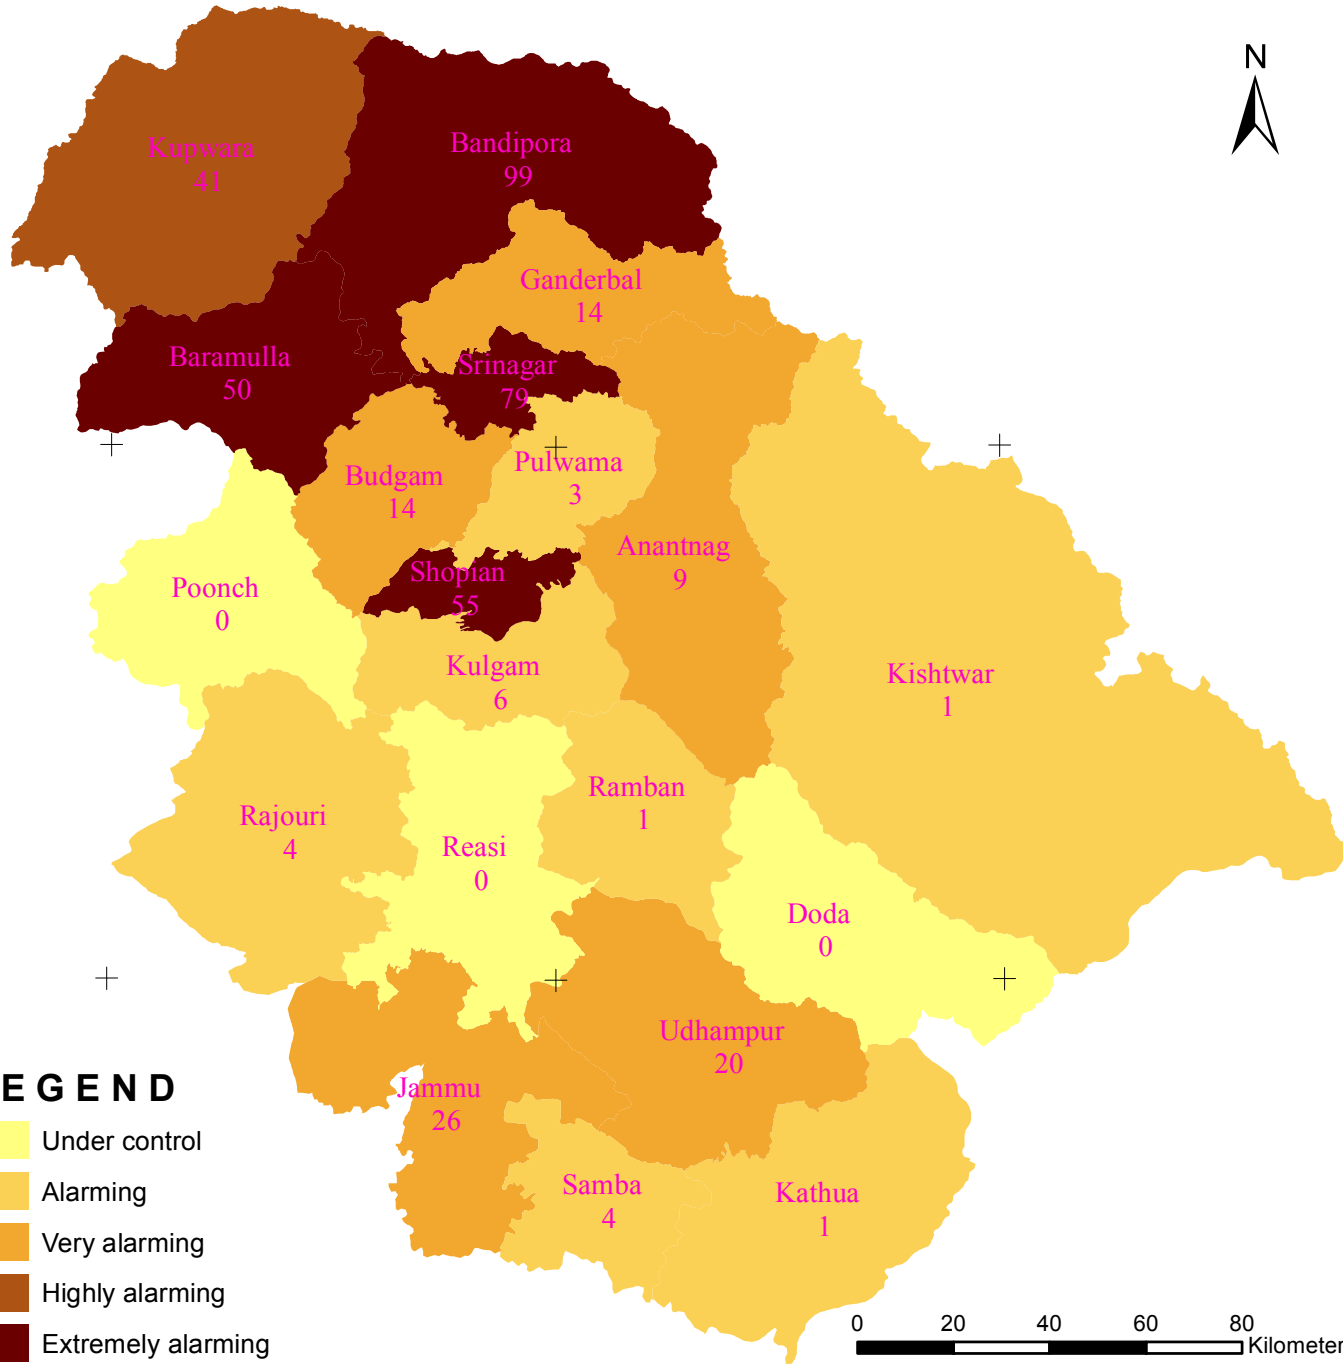 N
Kupwara
41
Bandipora
99
Ganderbal
14
Baramulla
50
Srinagar
79
Budgam
14
Pulwama
3
Anantnag
9
Shopian
55
Poonch
0
Kulgam
6
Kishtwar
1
Rajouri
4
Ramban
1
Reasi
0
Doda
0
Udhampur
20
Jammu
26
Samba
4
Kathua
1
E G E N D
Under control
Alarming
Very alarming
Highly alarming
Extremely alarming
0 20 40 60 80
Kilometer